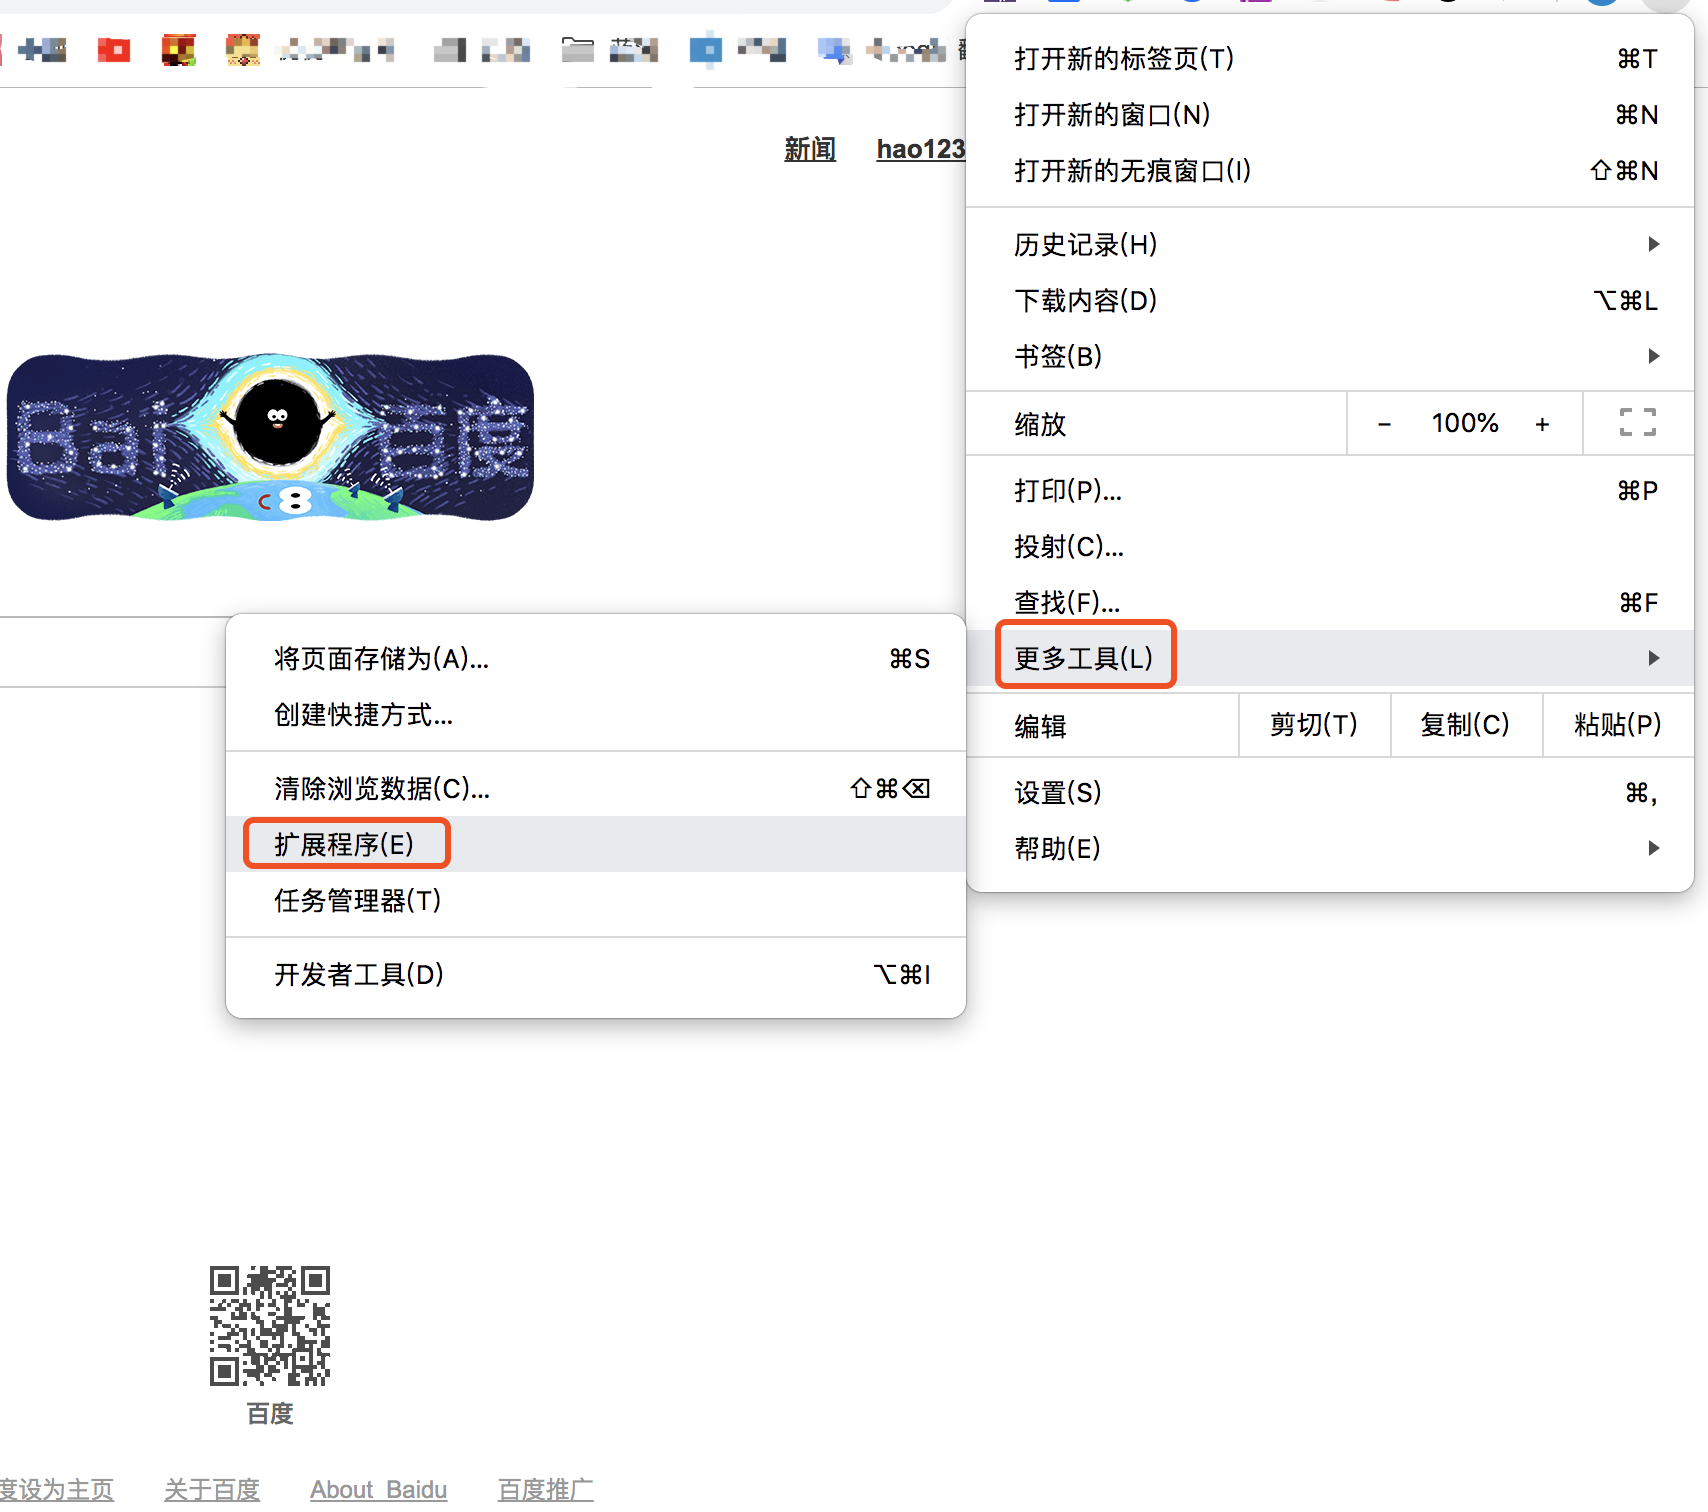 新闻
hao123
打开新的标签页(T) ⌘T
打开新的窗口(N) ⌘N
打开新的无痕窗口(I) ⇧⌘N
历史记录(H)
下载内容(D) ⌥⌘L
书签(B)
缩放 − 100% +
打印(P)... ⌘P
投射(C)...
查找(F)... ⌘F
更多工具(L)
编辑 剪切(T) 复制(C) 粘贴(P)
设置(S) ⌘,
帮助(E)
Bai 百度
将页面存储为(A)... ⌘S
创建快捷方式...
清除浏览数据(C)... ⇧⌘⌫
扩展程序(E)
任务管理器(T)
开发者工具(D) ⌥⌘I
百度
度设为主页 关于百度 About Baidu 百度推广